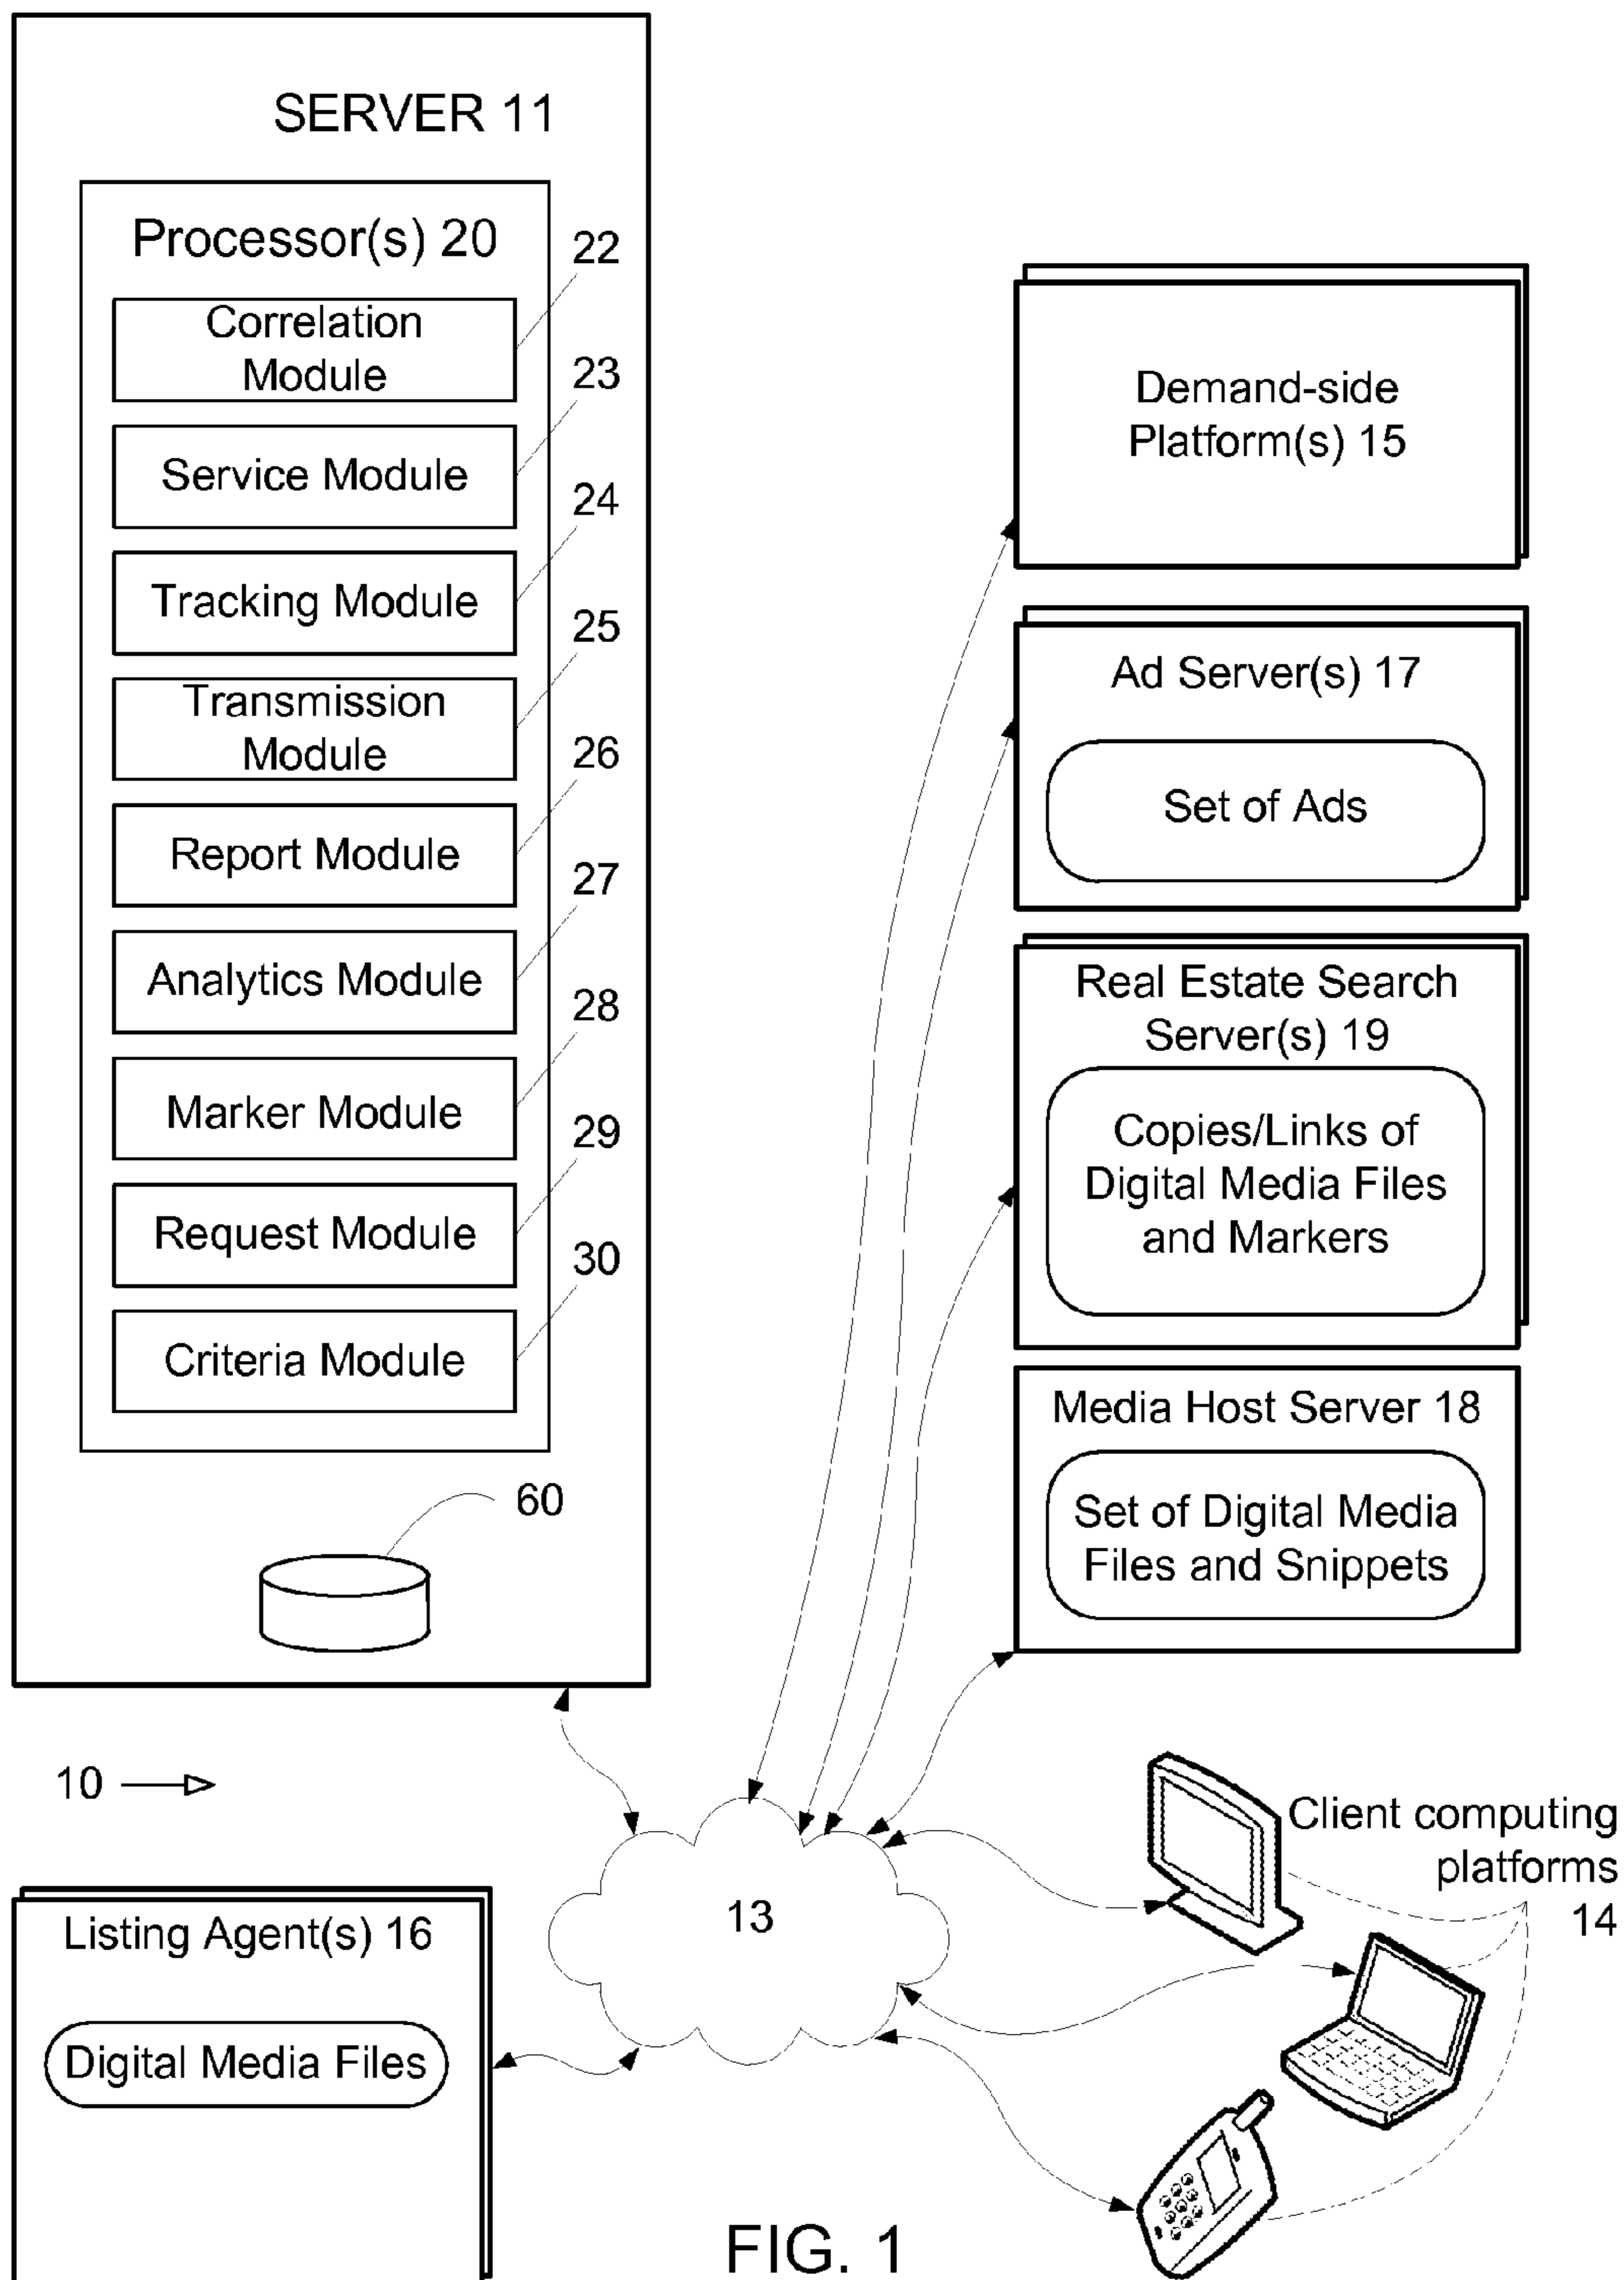 SERVER 11
Processor(s) 20
Correlation
Module
22
Service Module
23
Tracking Module
24
Transmission
Module
25
Report Module
26
Analytics Module
27
Marker Module
28
Request Module
29
Criteria Module
30
60
Demand-side
Platform(s) 15
Ad Server(s) 17
Set of Ads
Real Estate Search
Server(s) 19
Copies/Links of
Digital Media Files
and Markers
Media Host Server 18
Set of Digital Media
Files and Snippets
10
13
Client computing
platforms
14
Listing Agent(s) 16
Digital Media Files
FIG. 1